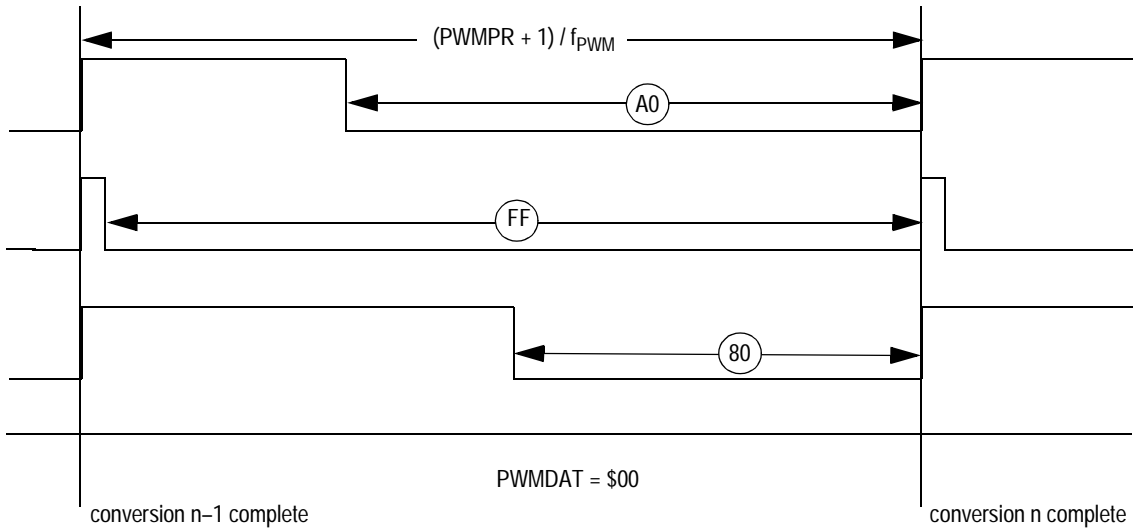 (PWMPR + 1) / fPWM
A0
FF
80
PWMDAT = $00
conversion n–1 complete
conversion n complete